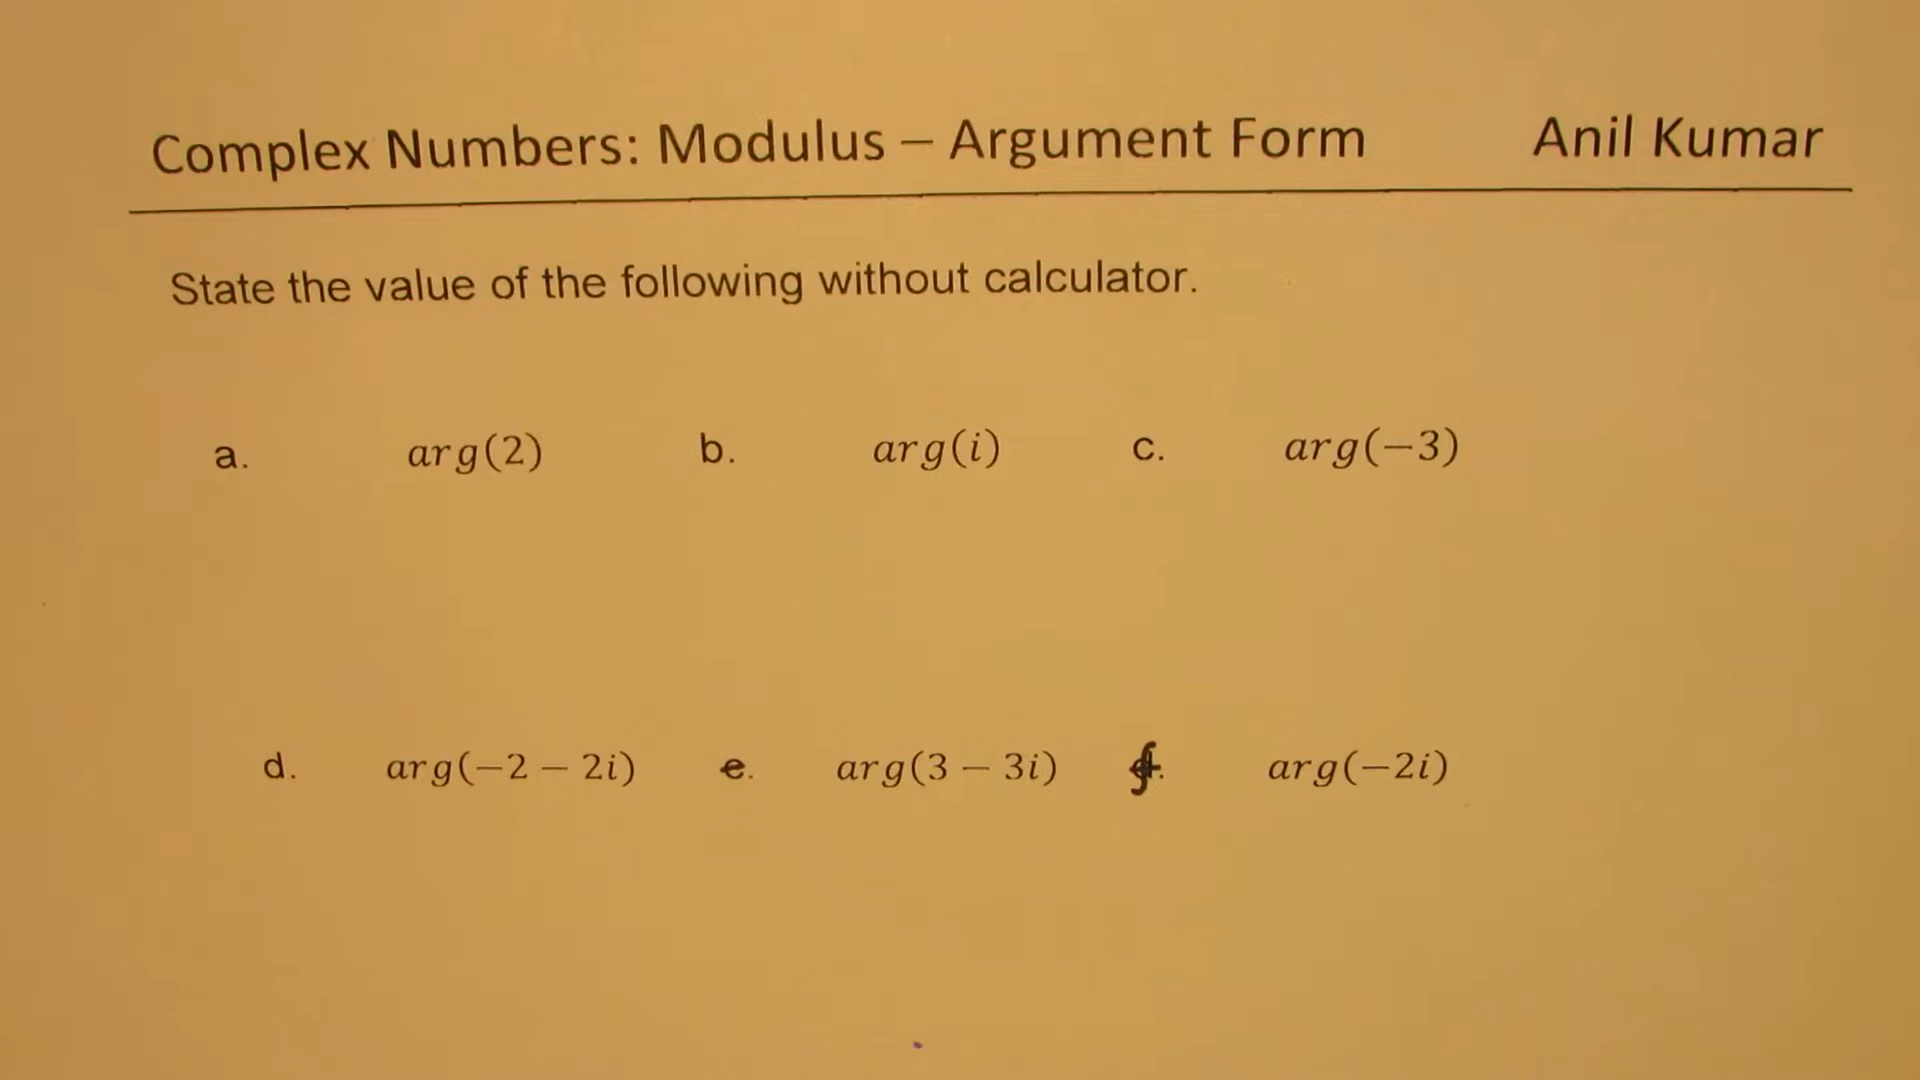 Complex Numbers: Modulus – Argument Form Anil Kumar
State the value of the following without calculator.
a. arg(2) b. arg(i) c. arg(−3)
d. arg(−2 − 2i) e. arg(3 − 3i) f. arg(−2i)